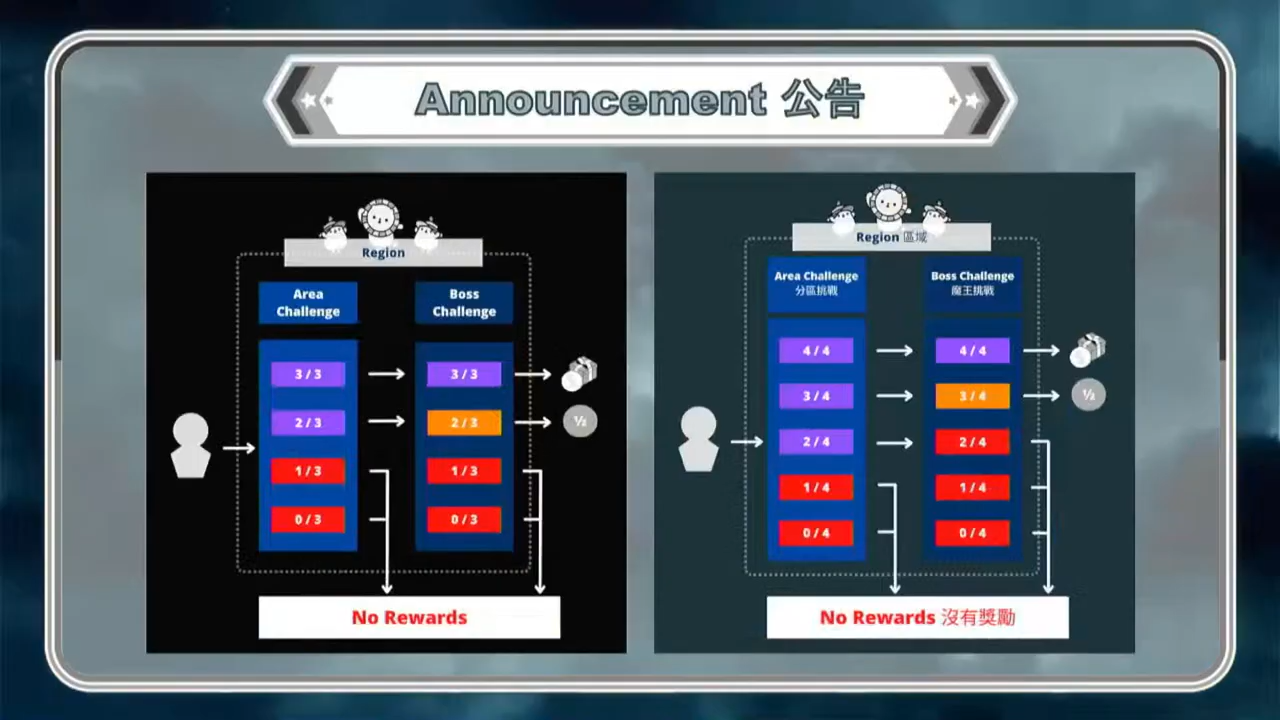 Announcement 公告
Region
Area
Challenge
Boss
Challenge
3 / 3
3 / 3
2 / 3
2 / 3
½
1 / 3
1 / 3
0 / 3
0 / 3
No Rewards
Region 區域
Area Challenge
分區挑戰
Boss Challenge
魔王挑戰
4 / 4
4 / 4
3 / 4
3 / 4
½
2 / 4
2 / 4
1 / 4
1 / 4
0 / 4
0 / 4
No Rewards 沒有獎勵